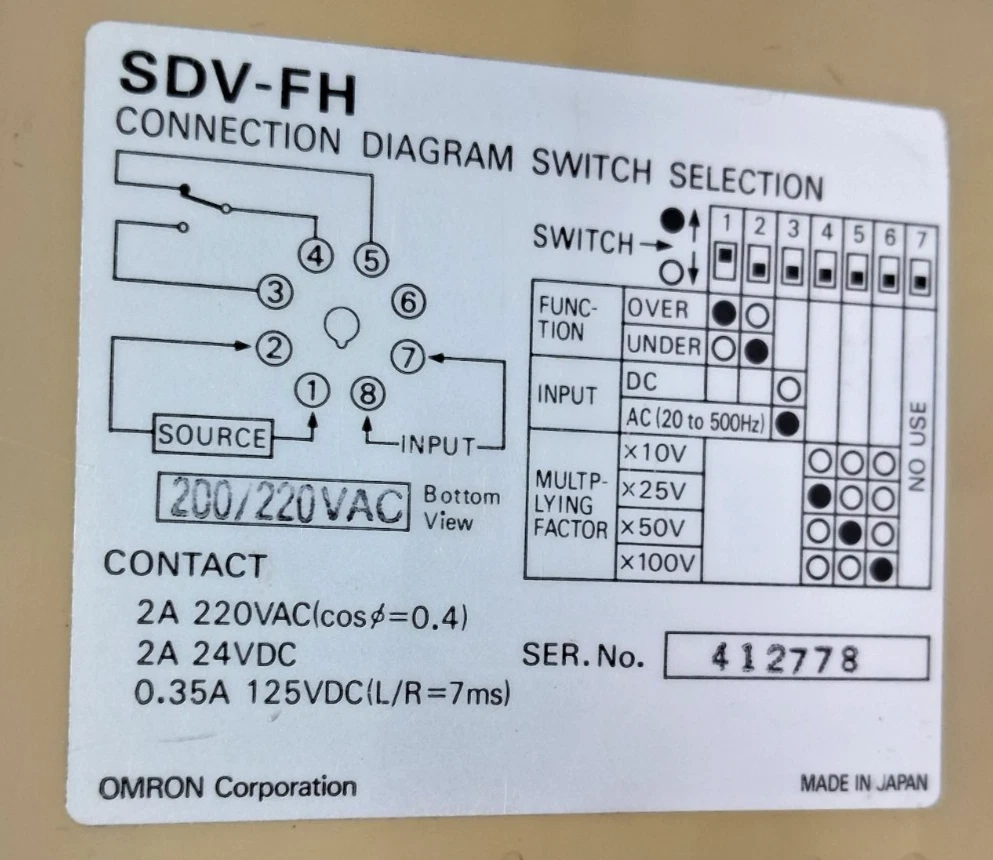 SDV-FH
CONNECTION DIAGRAM SWITCH SELECTION
SWITCH
1 2 3 4 5 6 7
4 5
3 6
2 7
1 8
SOURCE
INPUT
200/220VAC
Bottom
View
FUNC-
TION
OVER
UNDER
INPUT
DC
AC (20 to 500Hz)
MULTP-
LYING
FACTOR
×10V
×25V
×50V
×100V
NO USE
CONTACT
2A 220VAC(cosϕ=0.4)
2A 24VDC
0.35A 125VDC(L/R=7ms)
SER. No. 412778
OMRON Corporation
MADE IN JAPAN